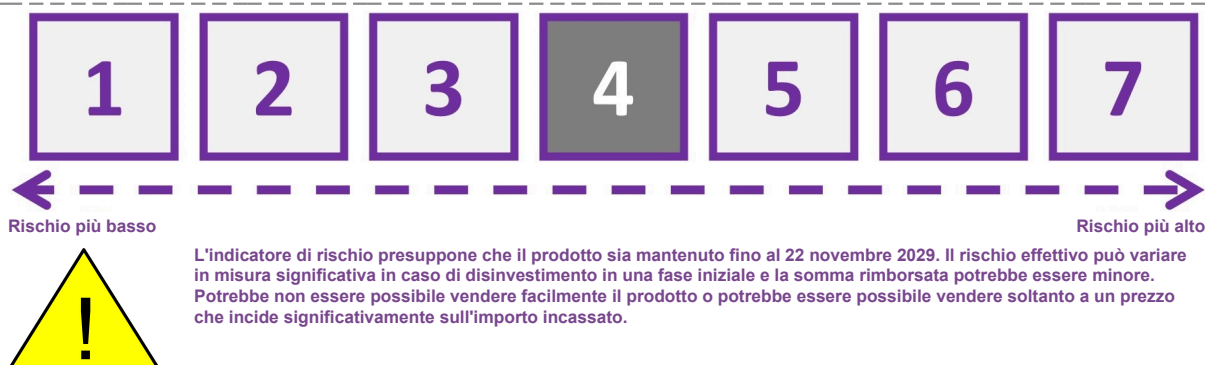 1 2 3 4 5 6 7
Rischio più basso Rischio più alto
L'indicatore di rischio presuppone che il prodotto sia mantenuto fino al 22 novembre 2029. Il rischio effettivo può variare
in misura significativa in caso di disinvestimento in una fase iniziale e la somma rimborsata potrebbe essere minore.
Potrebbe non essere possibile vendere facilmente il prodotto o potrebbe essere possibile vendere soltanto a un prezzo
che incide significativamente sull'importo incassato.
!